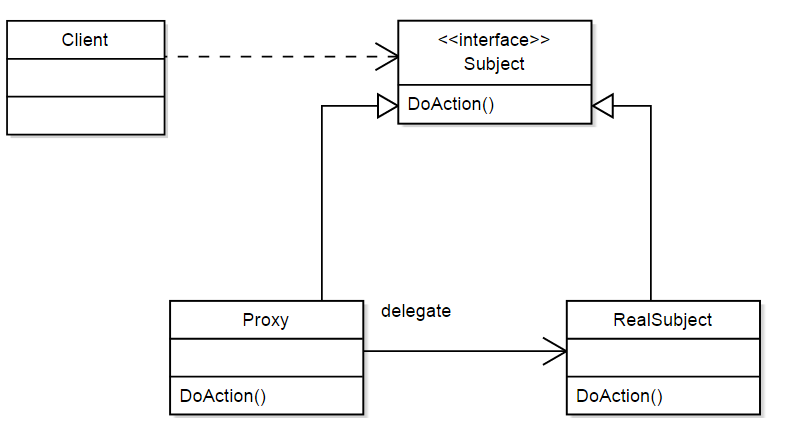 Client
<<interface>>
Subject
DoAction()
delegate
Proxy
RealSubject
DoAction()
DoAction()